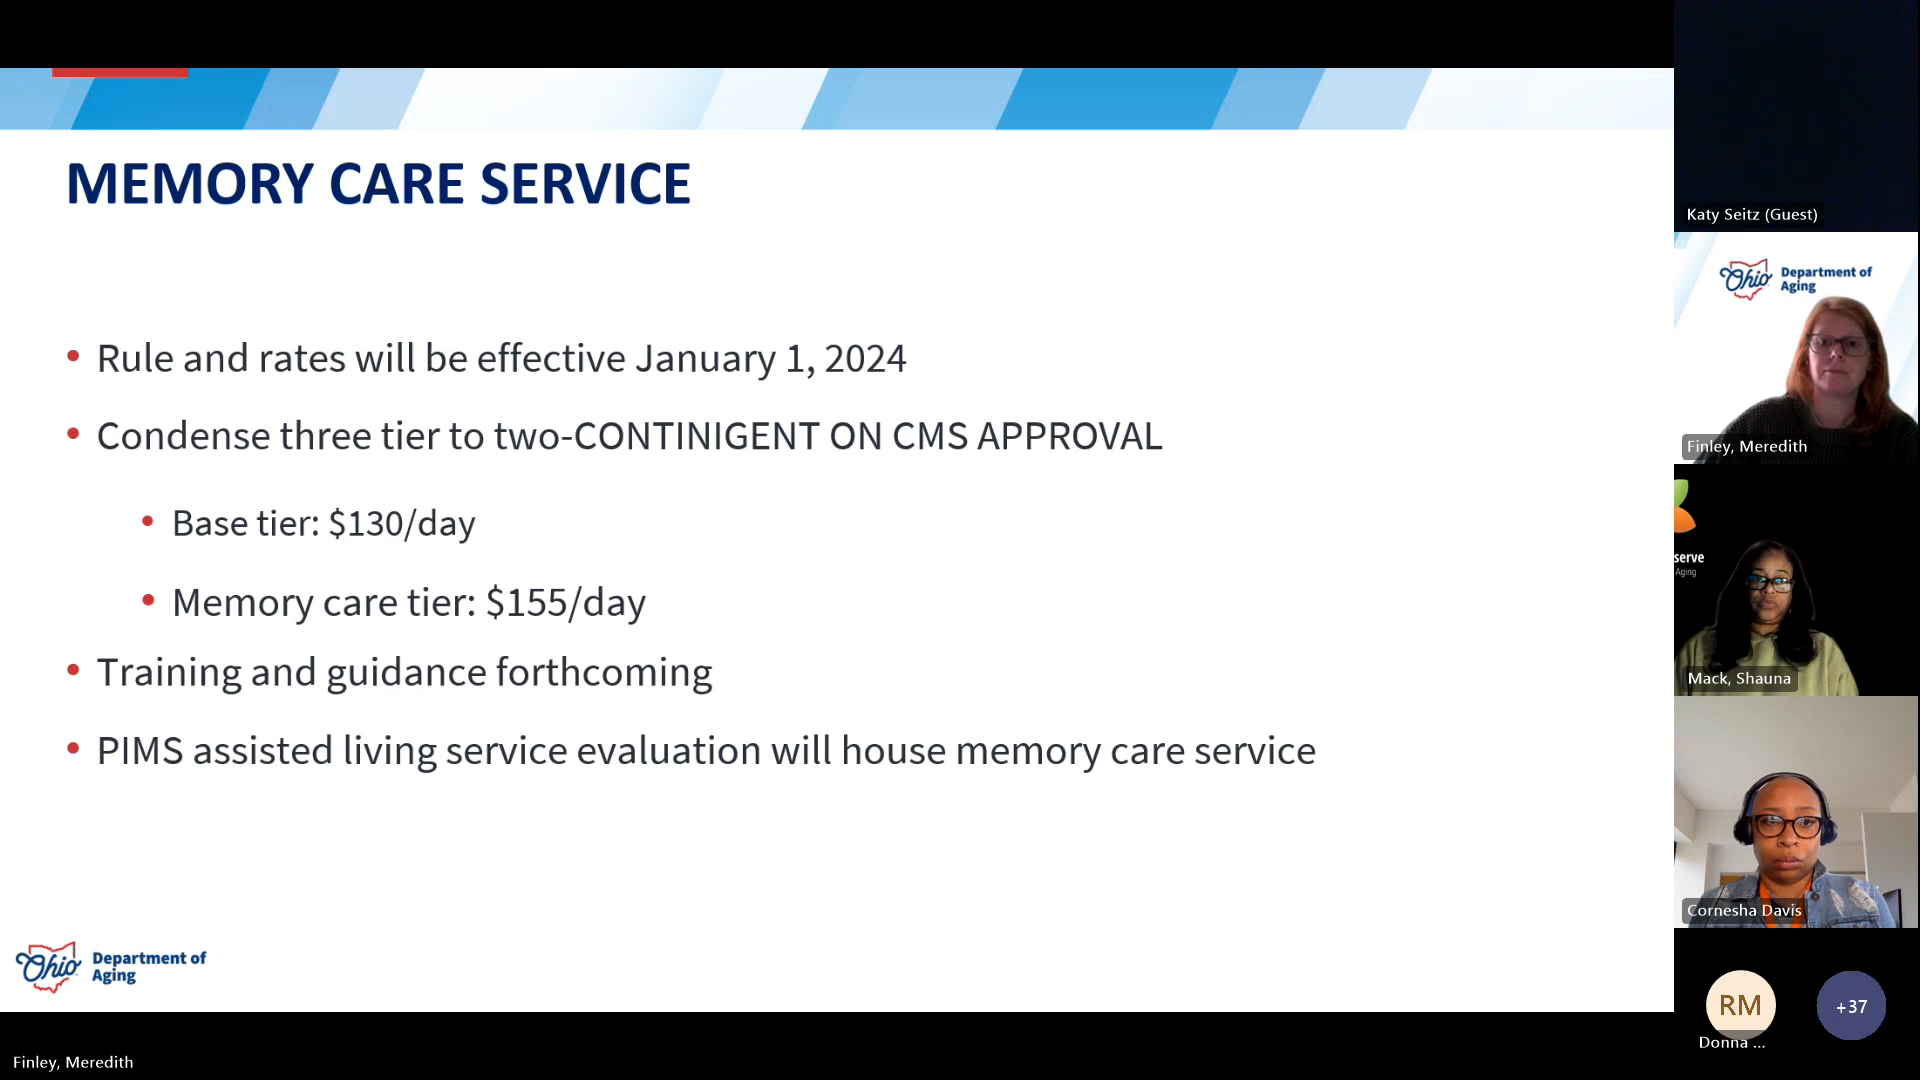 MEMORY CARE SERVICE
• Rule and rates will be effective January 1, 2024
• Condense three tier to two-CONTINIGENT ON CMS APPROVAL
• Base tier: $130/day
• Memory care tier: $155/day
• Training and guidance forthcoming
• PIMS assisted living service evaluation will house memory care service
Ohio
Department of
Aging
Finley, Meredith
Katy Seitz (Guest)
Ohio
Department of
Aging
Finley, Meredith
serve
Aging
Mack, Shauna
Cornesha Davis
RM
Donna ...
+37